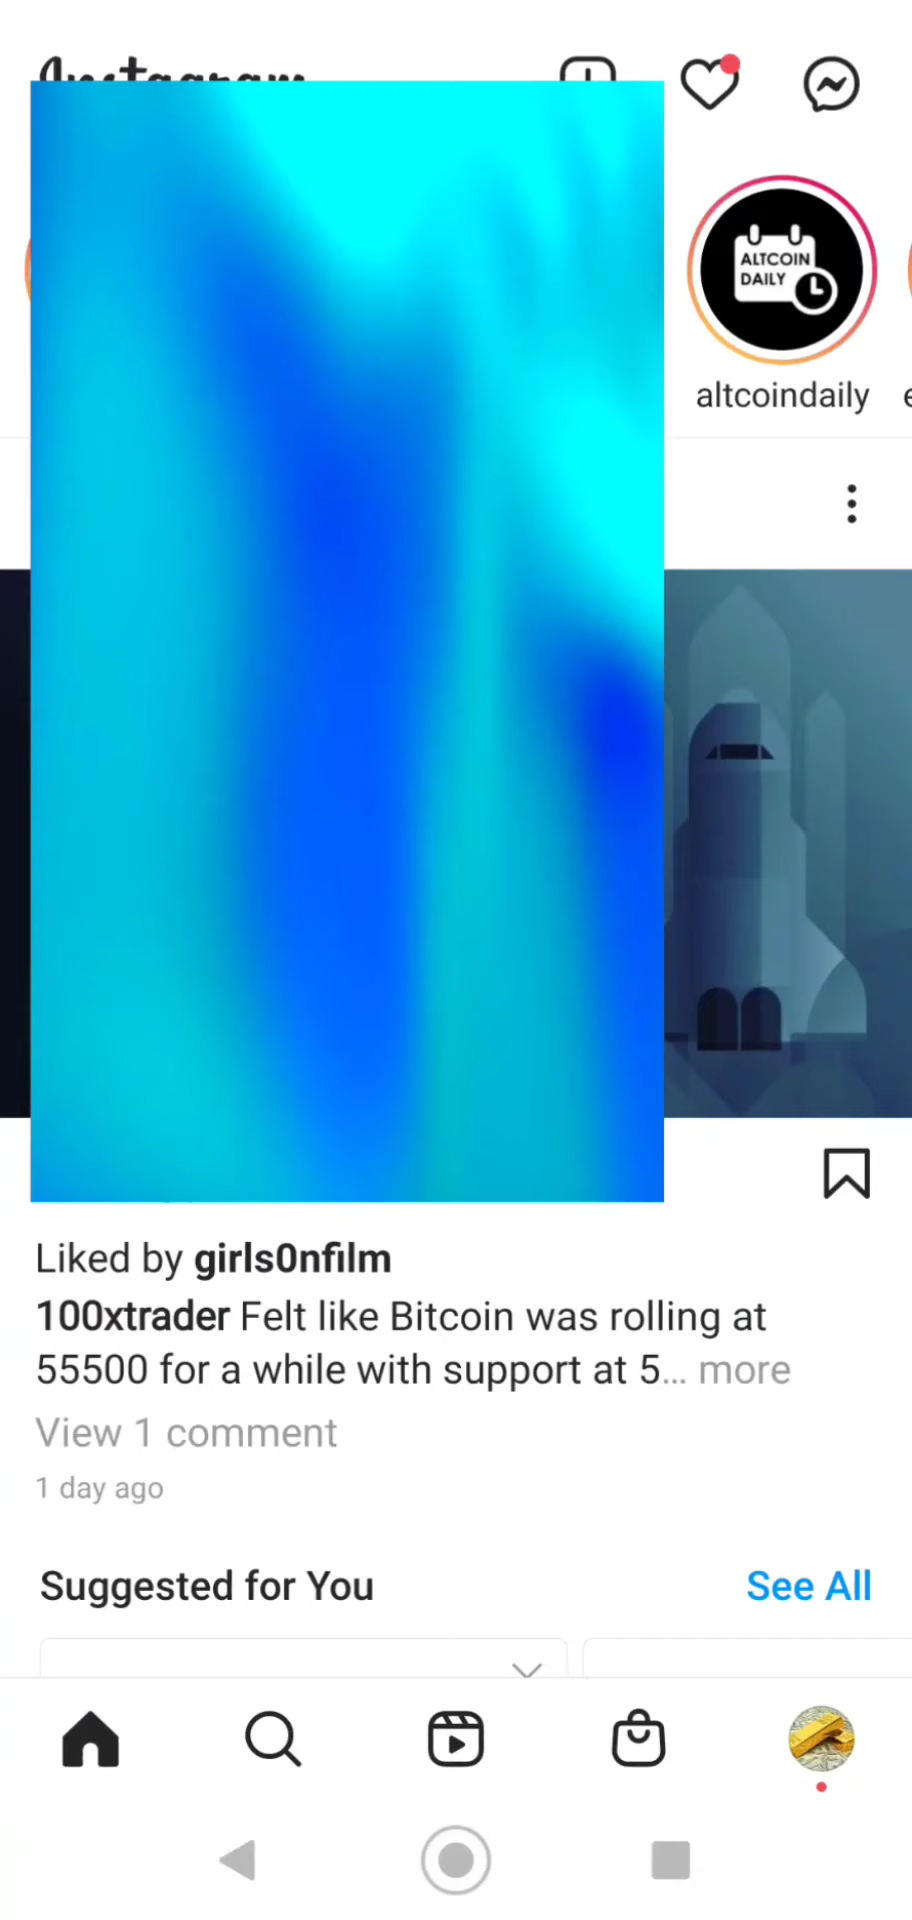 Instagram
ALTCOIN
DAILY
altcoindaily
Liked by girls0nfilm
100xtrader Felt like Bitcoin was rolling at
55500 for a while with support at 5... more
View 1 comment
1 day ago
Suggested for You
See All